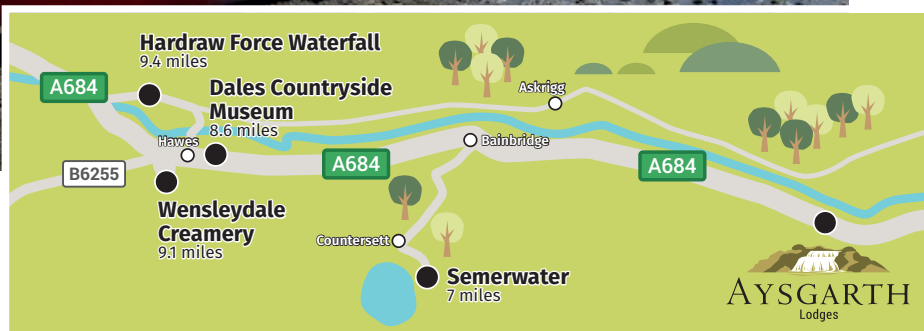 Hardraw Force Waterfall
9.4 miles
A684
Dales Countryside
Museum
8.6 miles
Askrigg
Hawes
Bainbridge
A684
A684
B6255
Wensleydale
Creamery
9.1 miles
Countersett
Semerwater
7 miles
AYSGARTH
Lodges